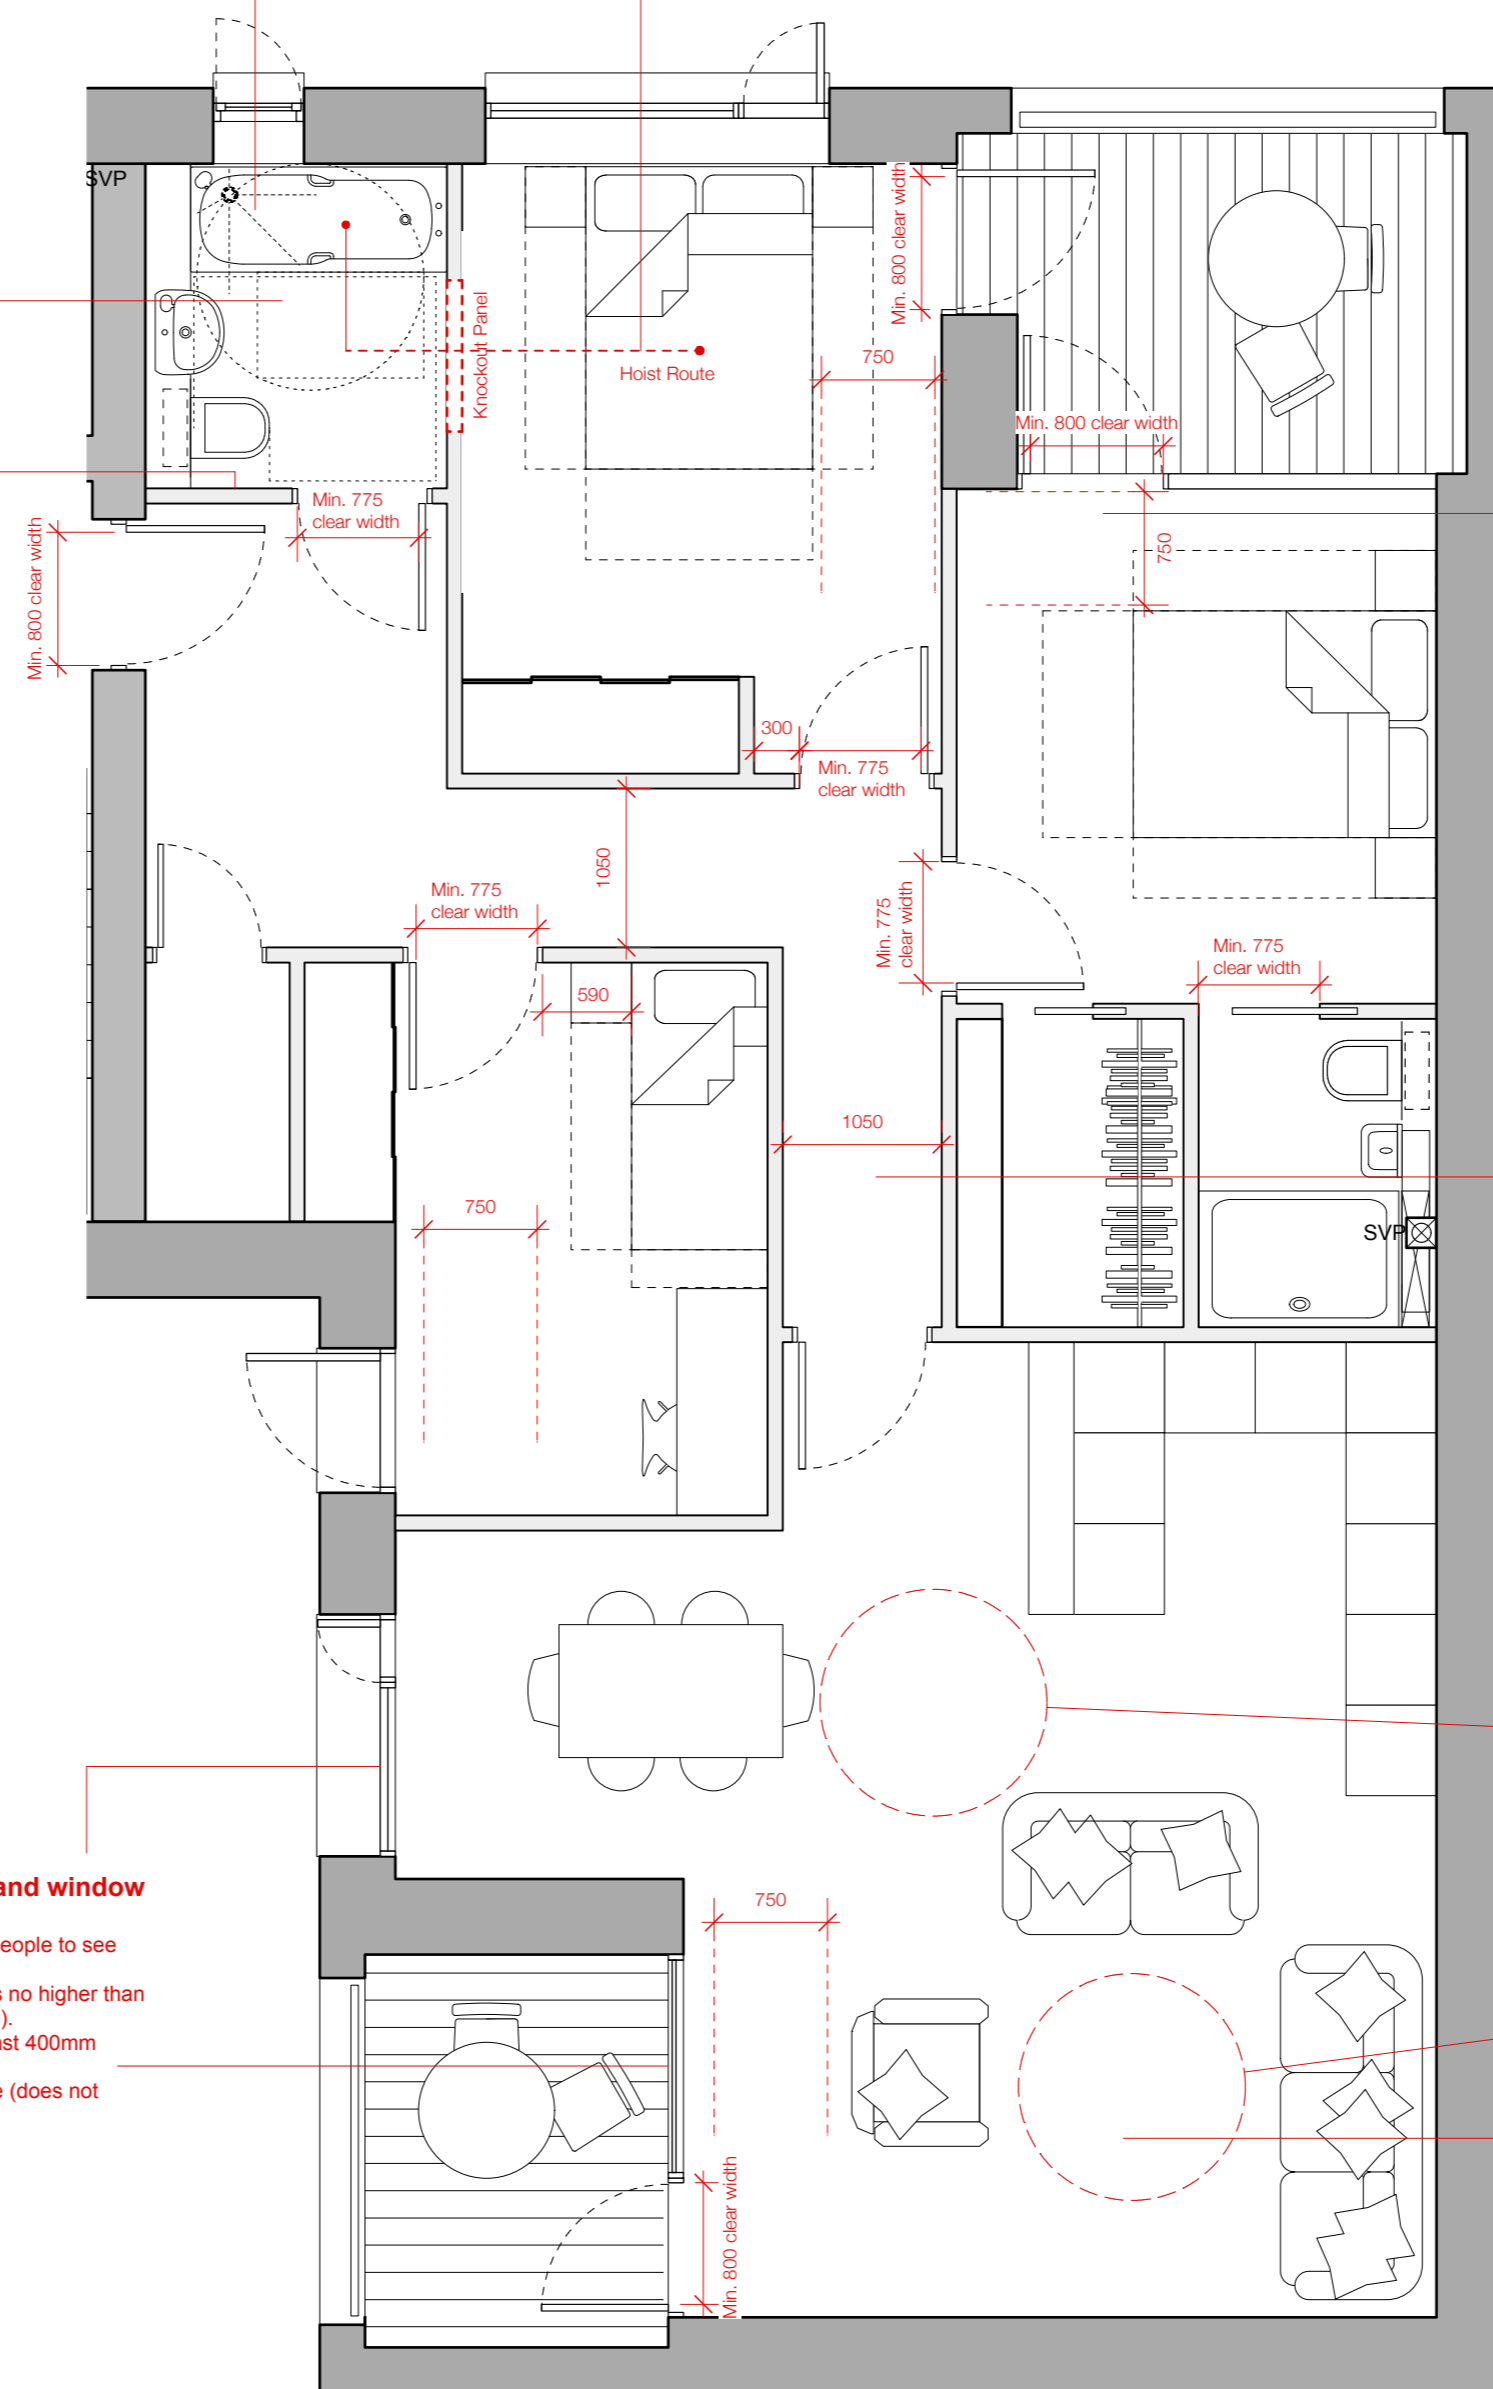 SVP
Min. 800 clear width
Knockout Panel
Hoist Route
750
Min. 800 clear width
Min. 775
clear width
Min. 800 clear width
750
300
Min. 775
clear width
1050
Min. 775
clear width
Min. 775
clear width
Min. 775
clear width
590
1050
750
SVP
and window
eople to see
s no higher than
).
ast 400mm
e (does not
750
Min. 800 clear width